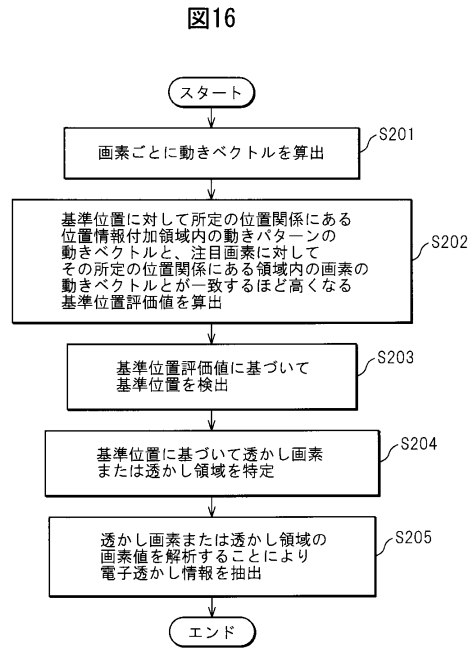 図16
スタート
画素ごとに動きベクトルを算出
S201
基準位置に対して所定の位置関係にある
位置情報付加領域内の動きパターンの
動きベクトルと、注目画素に対して
その所定の位置関係にある領域内の画素の
動きベクトルとが一致するほど高くなる
基準位置評価値を算出
S202
基準位置評価値に基づいて
基準位置を検出
S203
基準位置に基づいて透かし画素
または透かし領域を特定
S204
透かし画素または透かし領域の
画素値を解析することにより
電子透かし情報を抽出
S205
エンド